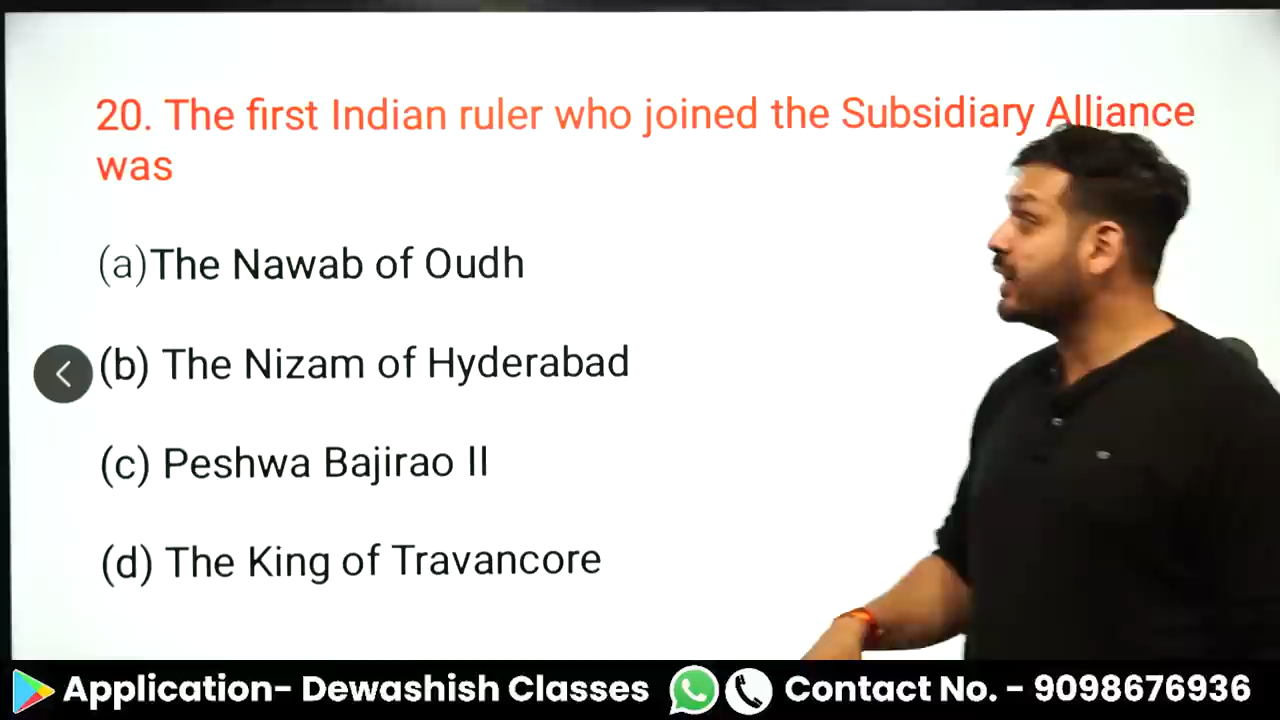 20. The first Indian ruler who joined the Subsidiary Alliance
was
(a)The Nawab of Oudh
(b) The Nizam of Hyderabad
(c) Peshwa Bajirao II
(d) The King of Travancore
Application- Dewashish Classes Contact No. - 9098676936